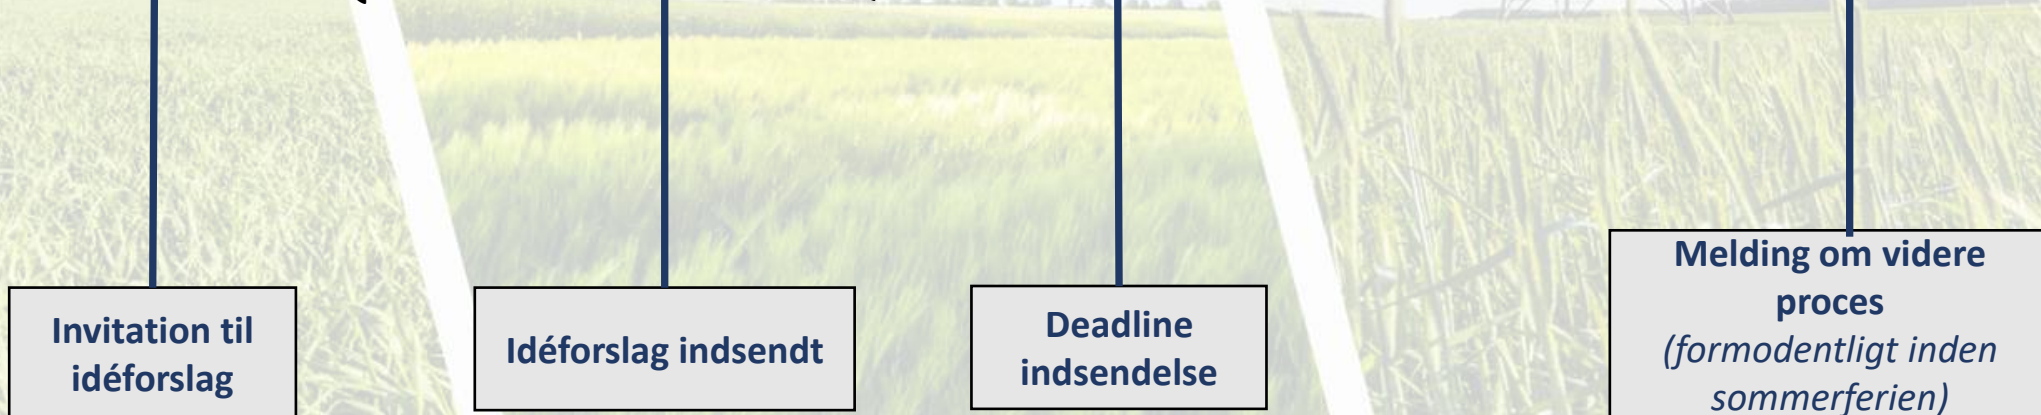 Invitation til
idéforslag
Idéforslag indsendt
Deadline
indsendelse
Melding om videre
proces
(formodentligt inden
sommerferien)